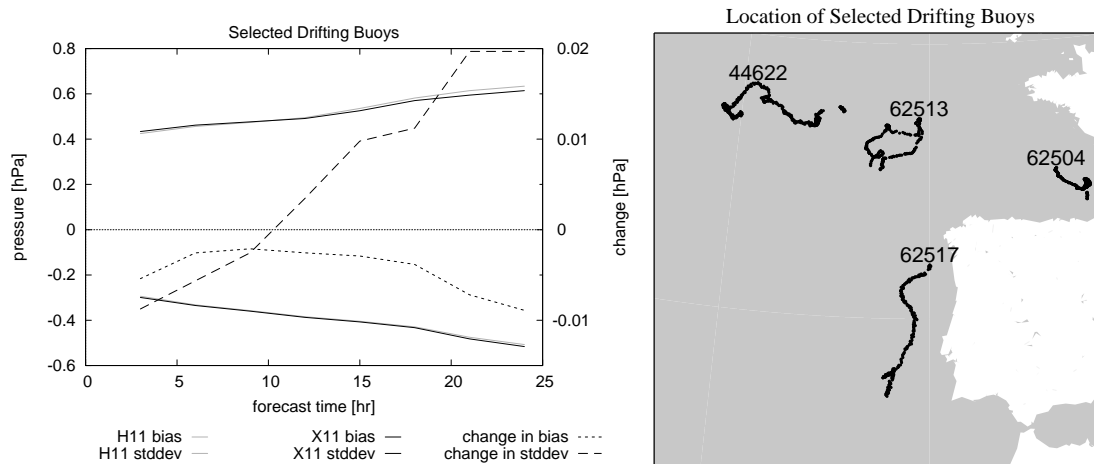 Selected Drifting Buoys
0.8
0.6
0.4
0.2
0
-0.2
-0.4
-0.6
pressure [hPa]
0 5 10 15 20 25
forecast time [hr]
0.02
0.01
0
-0.01
change [hPa]
H11 bias X11 bias change in bias
H11 stddev X11 stddev change in stddev
Location of Selected Drifting Buoys
44622
62513
62504
62517